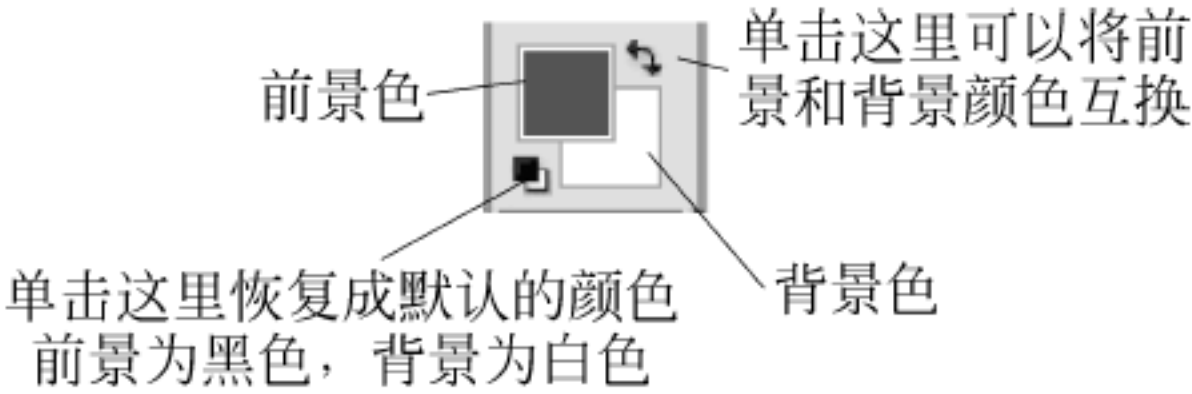 单击这里可以将前
景和背景颜色互换
前景色
背景色
单击这里恢复成默认的颜色
前景为黑色，背景为白色